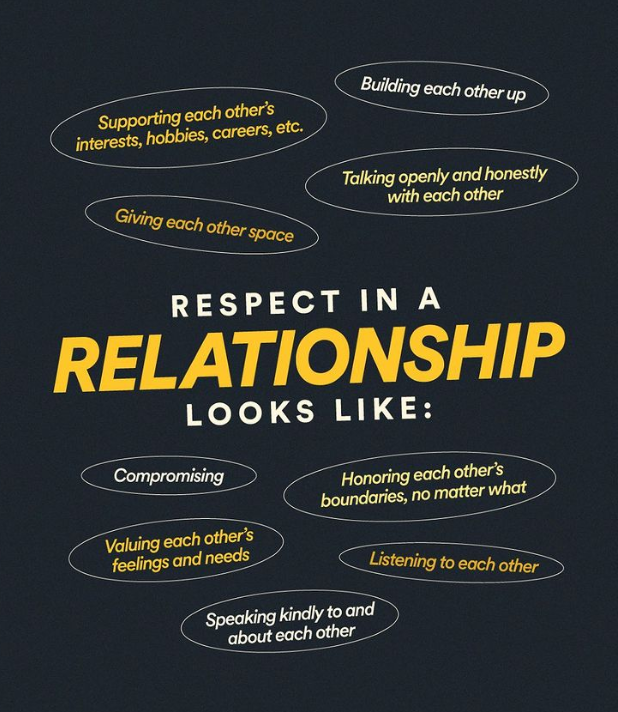 Building each other up
Supporting each other's
interests, hobbies, careers, etc.
Talking openly and honestly
with each other
Giving each other space
RESPECT IN A
RELATIONSHIP
LOOKS LIKE:
Compromising
Honoring each other's
boundaries, no matter what
Valuing each other's
feelings and needs
Listening to each other
Speaking kindly to and
about each other